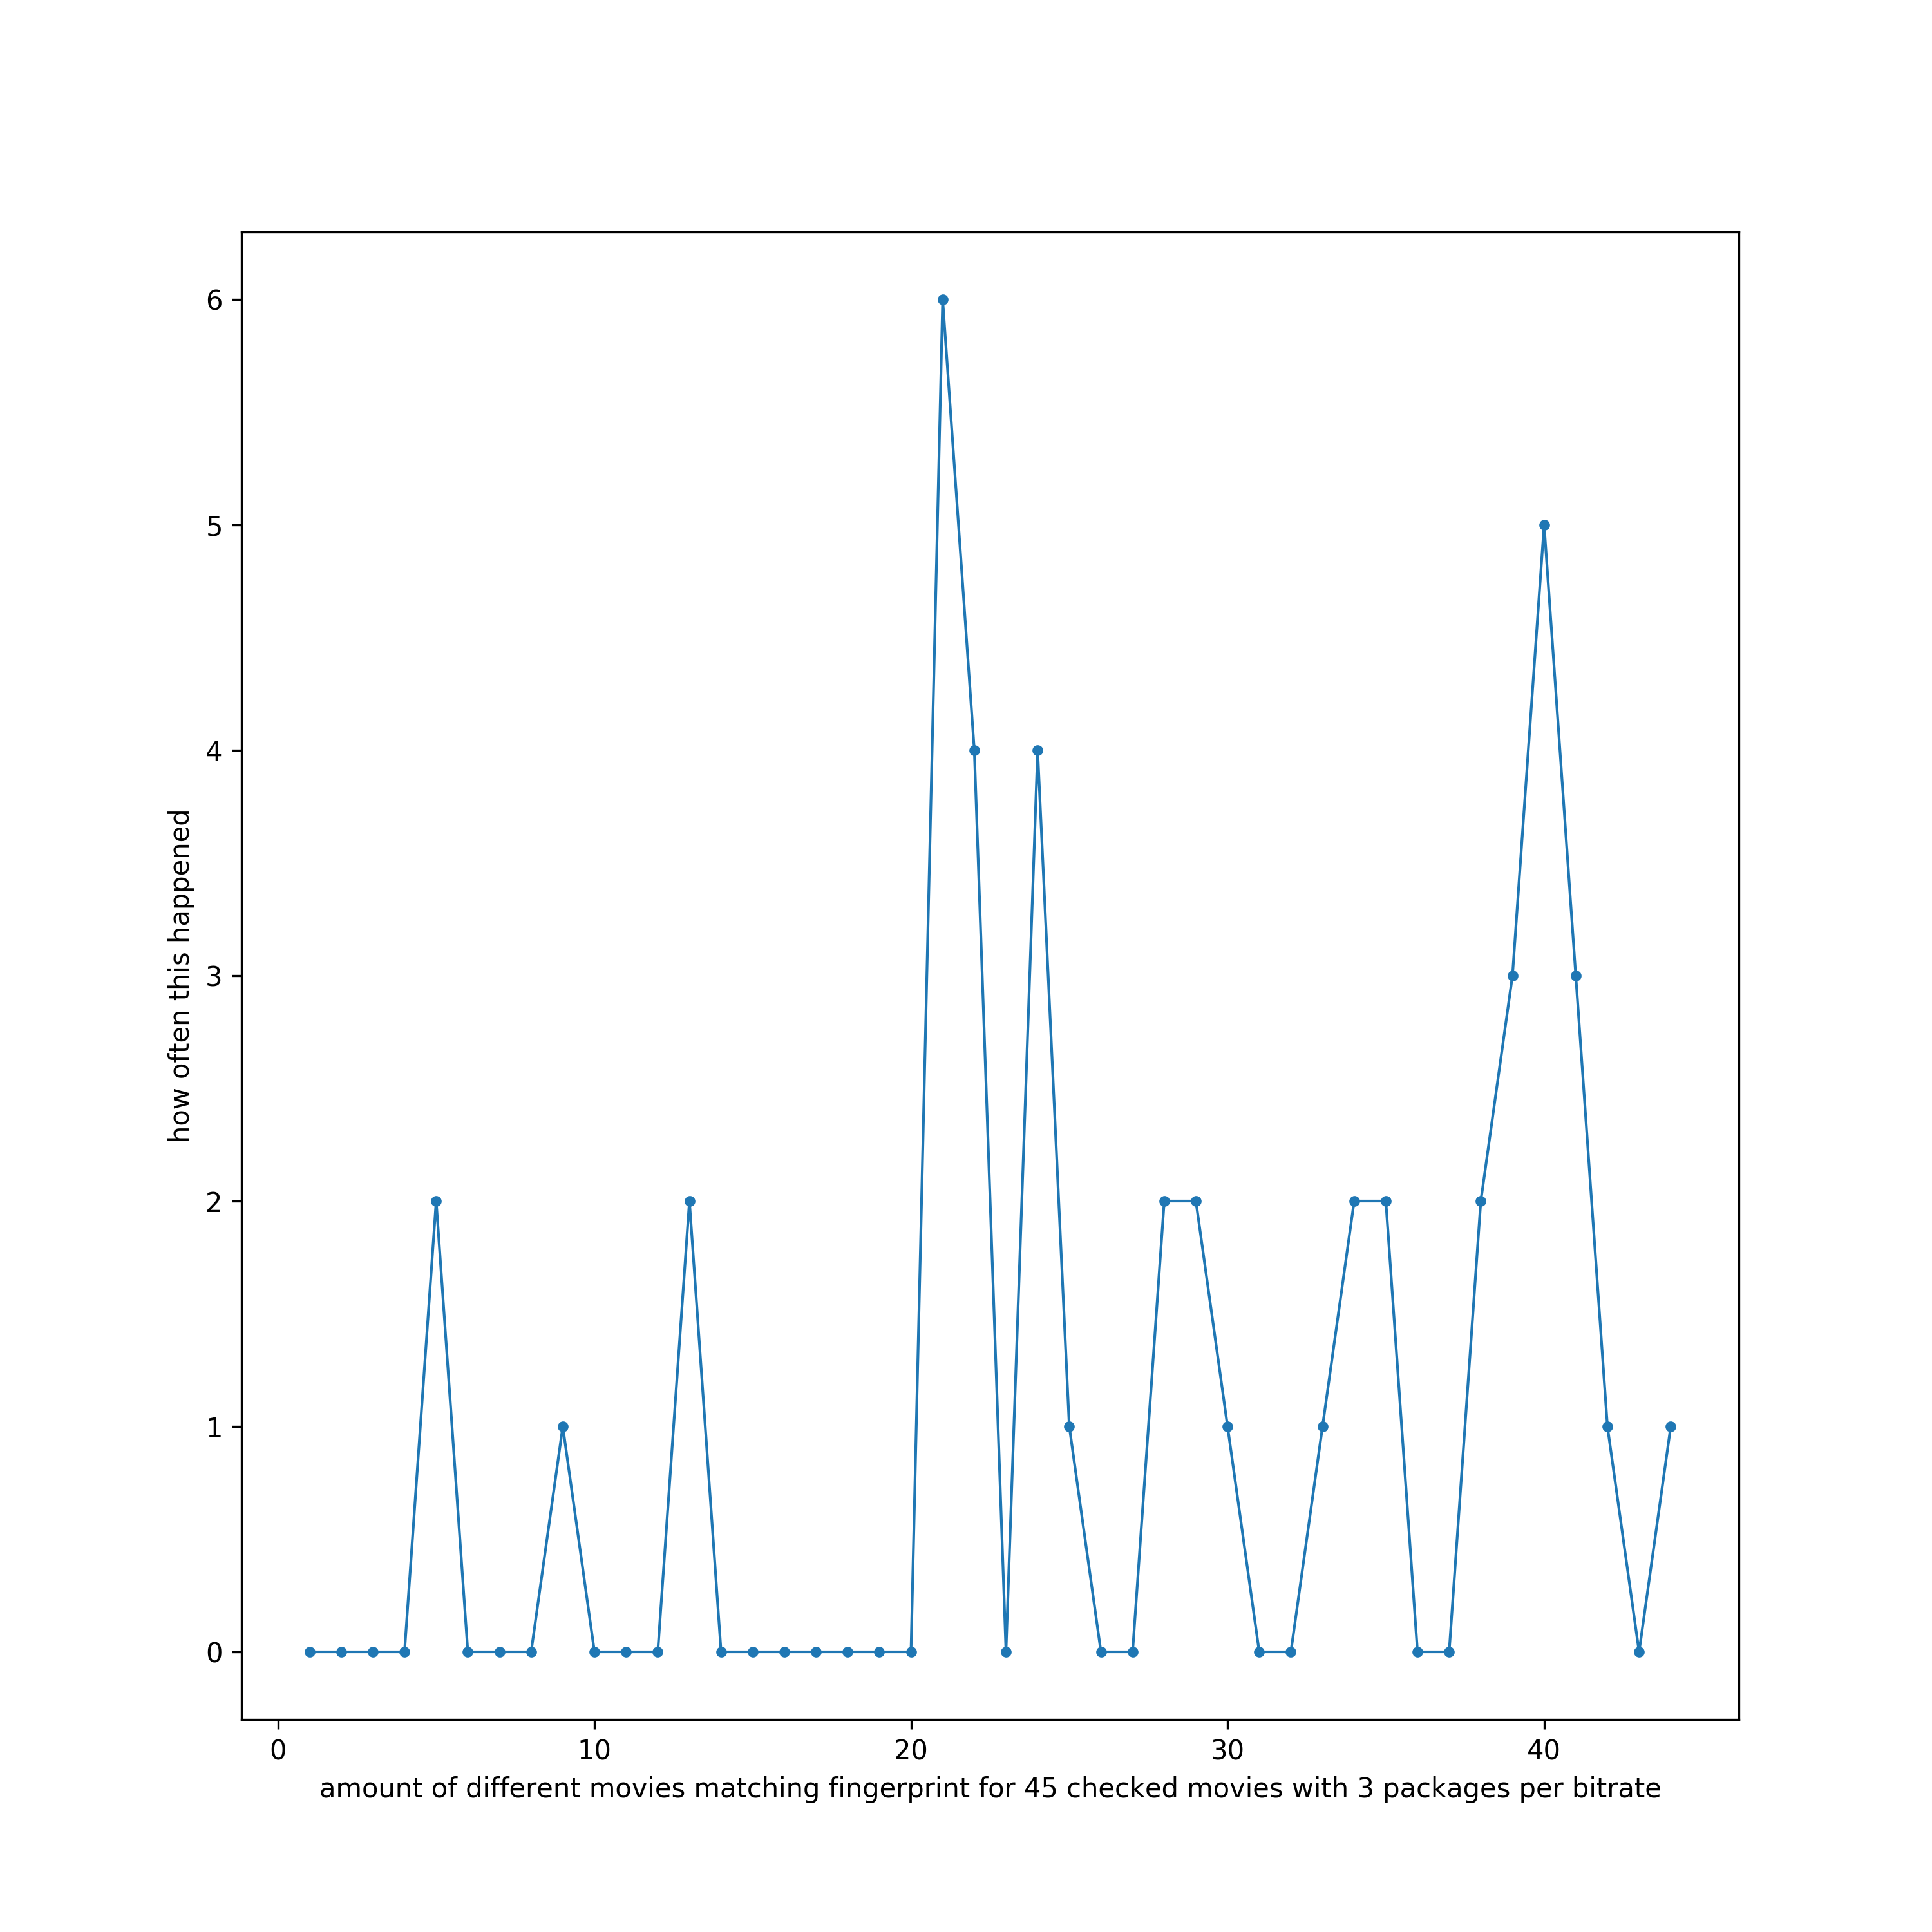 6
5
4
3
2
1
0
how often this happened
0 10 20 30 40
amount of different movies matching fingerprint for 45 checked movies with 3 packages per bitrate